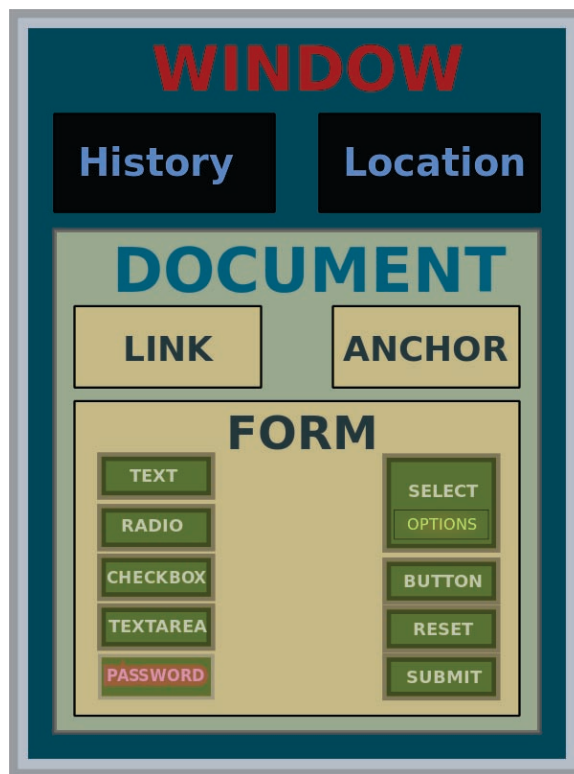 WINDOW
History
Location
DOCUMENT
LINK
ANCHOR
FORM
TEXT
RADIO
CHECKBOX
TEXTAREA
PASSWORD
SELECT
OPTIONS
BUTTON
RESET
SUBMIT